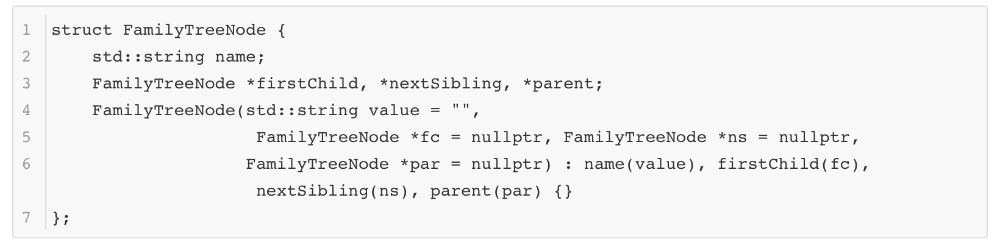 1 struct FamilyTreeNode {
2     std::string name;
3     FamilyTreeNode *firstChild, *nextSibling, *parent;
4     FamilyTreeNode(std::string value = "",
5                     FamilyTreeNode *fc = nullptr, FamilyTreeNode *ns = nullptr,
6                    FamilyTreeNode *par = nullptr) : name(value), firstChild(fc),
                      nextSibling(ns), parent(par) {}
7 };